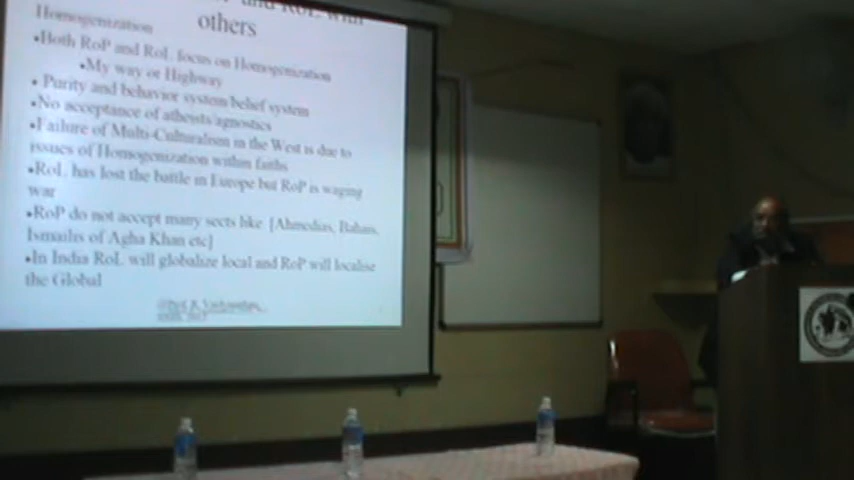 and RoL with
others
Homogenization
•Both RoP and RoL focus on Homogenization
•My way or Highway
• Purity and behavior system/belief system
•No acceptance of atheists/agnostics
•Failure of Multi-Culturalism in the West is due to
issues of Homogenization within faiths
•RoL has lost the battle in Europe but RoP is waging
war
•RoP do not accept many sects like [Ahmedias, Bahais,
Ismailis of Agha Khan etc]
•In India RoL will globalize local and RoP will localise
the Global